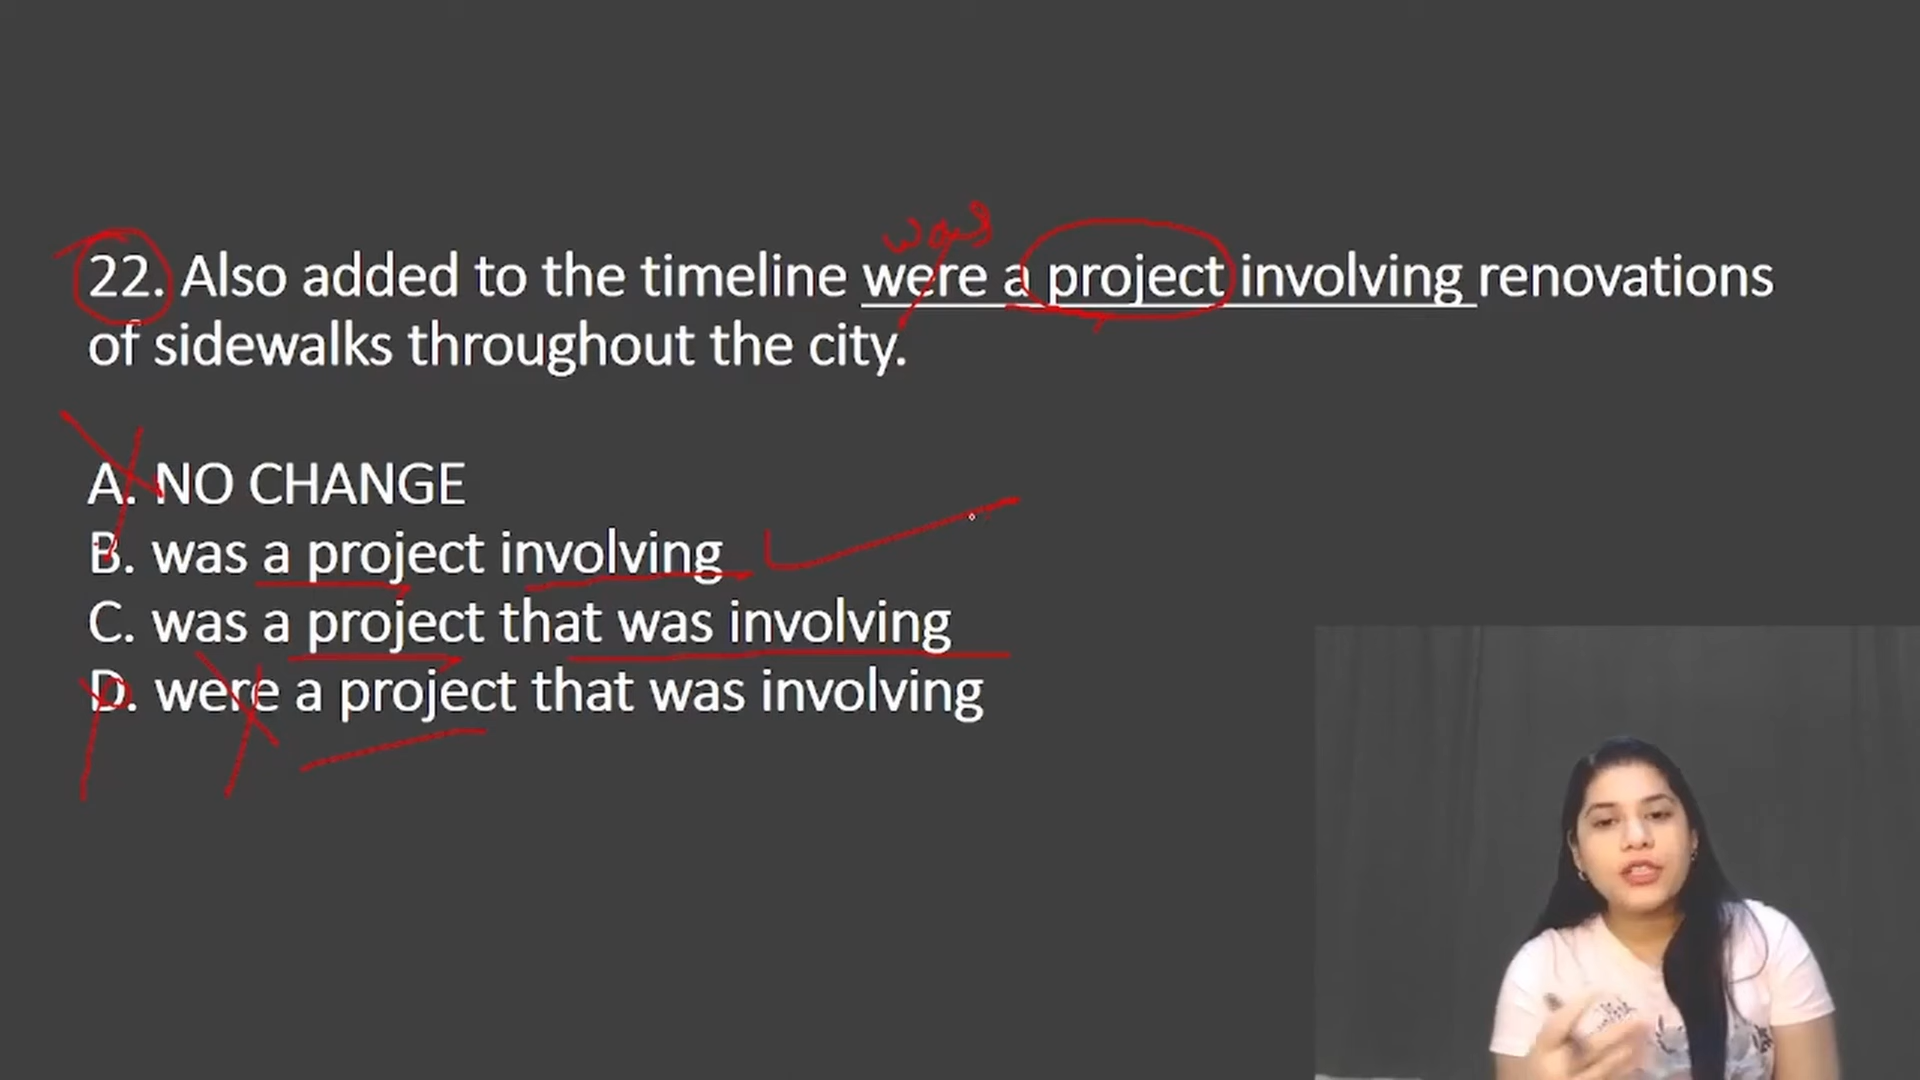 was
22. Also added to the timeline were a project involving renovations
of sidewalks throughout the city.
A. NO CHANGE
B. was a project involving
C. was a project that was involving
D. were a project that was involving